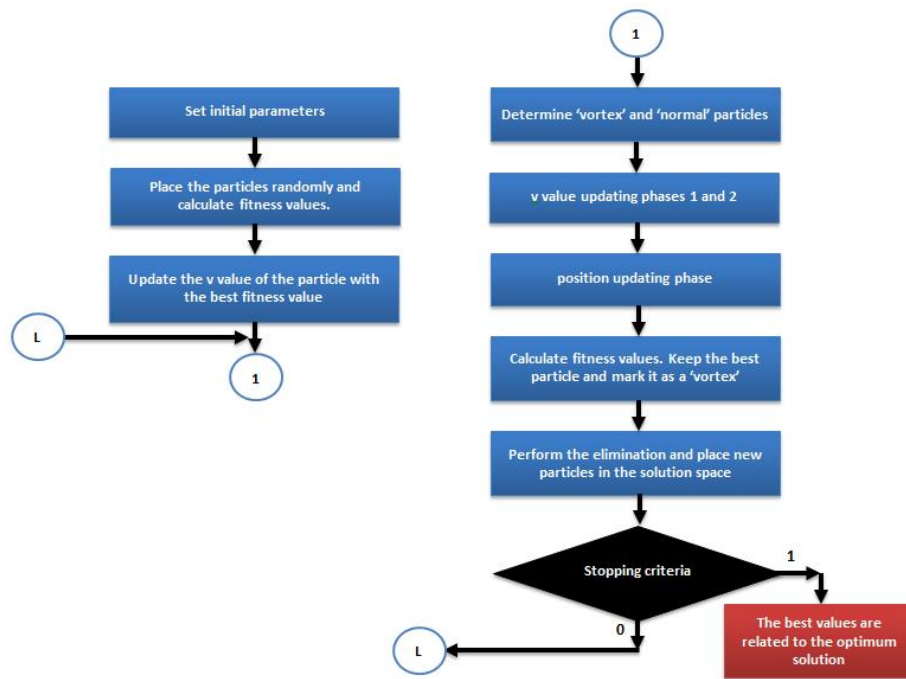 Set initial parameters
Place the particles randomly and
calculate fitness values.
Update the v value of the particle with
the best fitness value
L
1
1
Determine ‘vortex’ and ‘normal’ particles
v value updating phases 1 and 2
position updating phase
Calculate fitness values. Keep the best
particle and mark it as a ‘vortex’
Perform the elimination and place new
particles in the solution space
Stopping criteria
1
0
L
The best values are
related to the optimum
solution